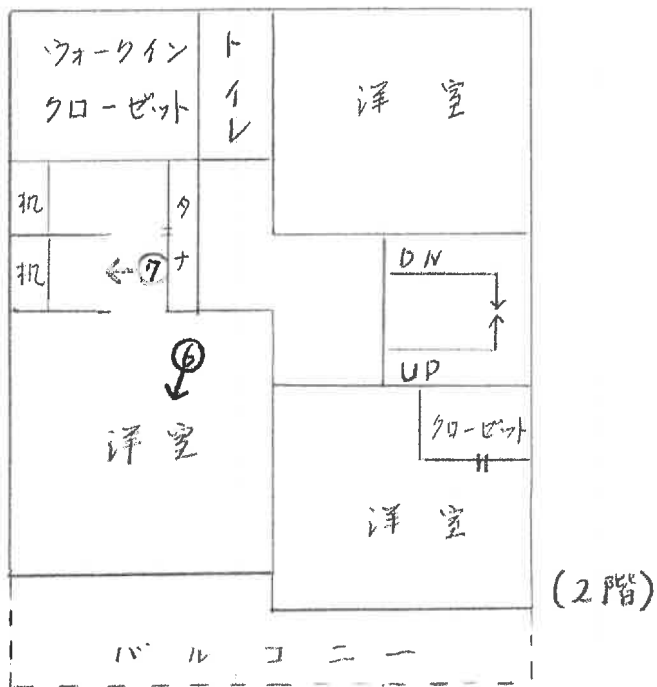 ウォークイン
クローゼット
トイレ
洋室
机
タナ
机
⑦
DN
UP
⑥
洋室
クローゼット
洋室
(2階)
バルコニー